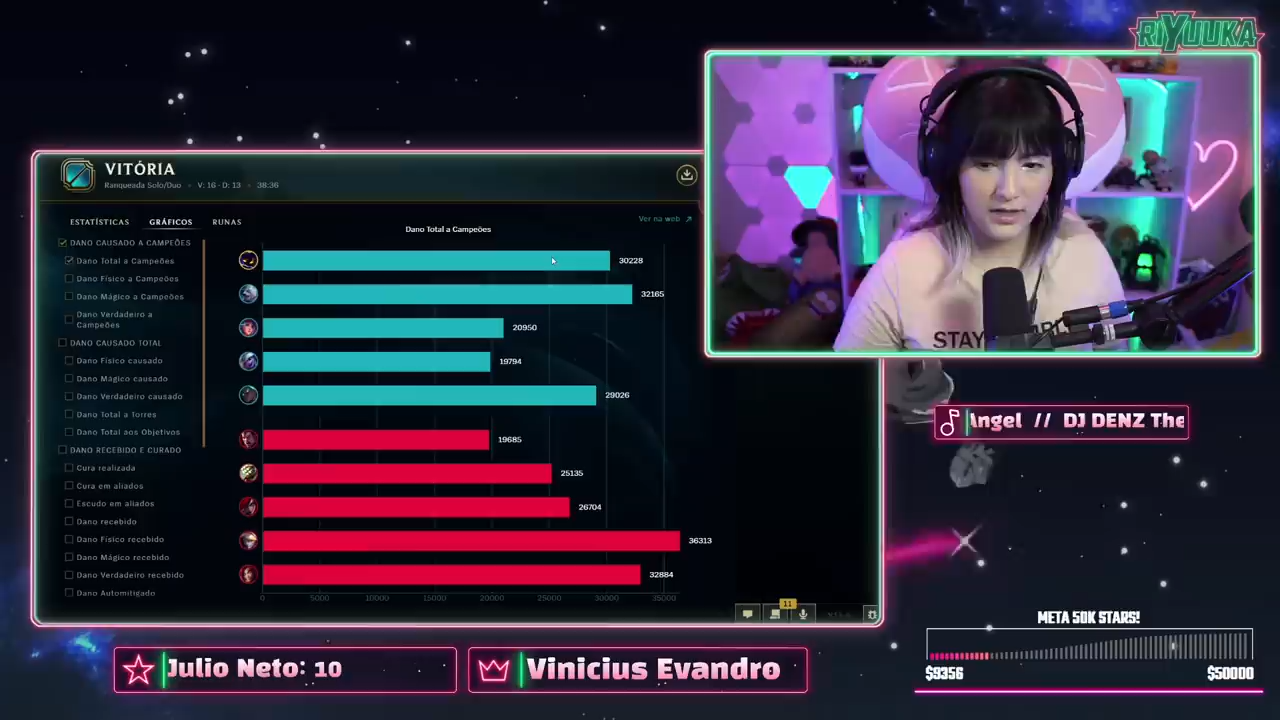 RIYUUKA
VITÓRIA
Ranqueada Solo/Duo • V: 16 - D: 13 • 38:36
ESTATÍSTICAS GRÁFICOS RUNAS
Ver na web
Dano Total a Campeões
DANO CAUSADO A CAMPEÕES
Dano Total a Campeões
Dano Físico a Campeões
Dano Mágico a Campeões
Dano Verdadeiro a
Campeões
DANO CAUSADO TOTAL
Dano Físico causado
Dano Mágico causado
Dano Verdadeiro causado
Dano Total a Torres
Dano Total aos Objetivos
DANO RECEBIDO E CURADO
Cura realizada
Cura em aliados
Escudo em aliados
Dano recebido
Dano Físico recebido
Dano Mágico recebido
Dano Verdadeiro recebido
Dano Automitigado
30228
32165
20950
19794
29026
19685
25135
26704
36313
32884
0 5000 10000 15000 20000 25000 30000 35000
11
STAY
Angel // DJ DENZ The
META 50K STARS!
$9356 $50000
Julio Neto: 10
Vinicius Evandro